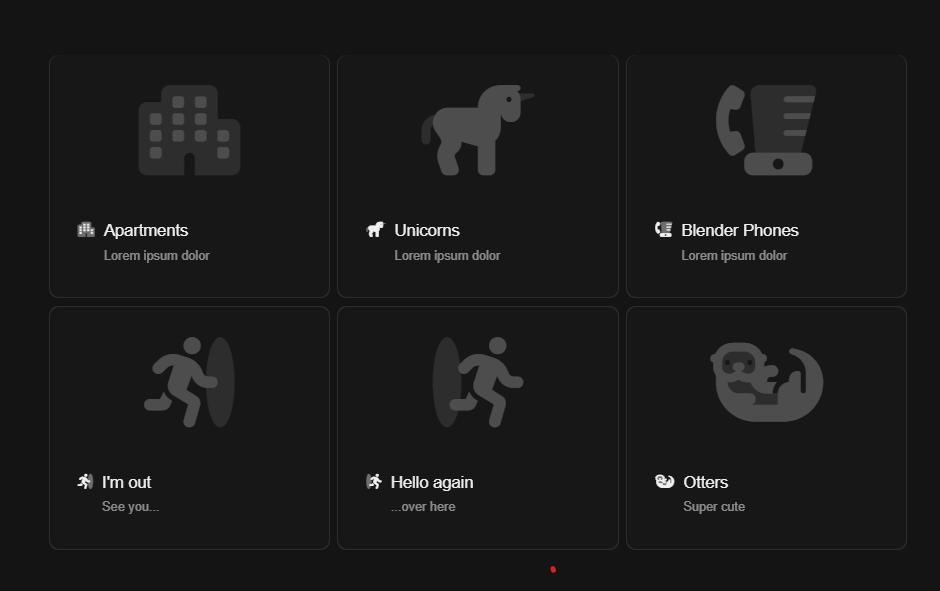 Apartments
Lorem ipsum dolor
Unicorns
Lorem ipsum dolor
Blender Phones
Lorem ipsum dolor
I'm out
See you...
Hello again
...over here
Otters
Super cute